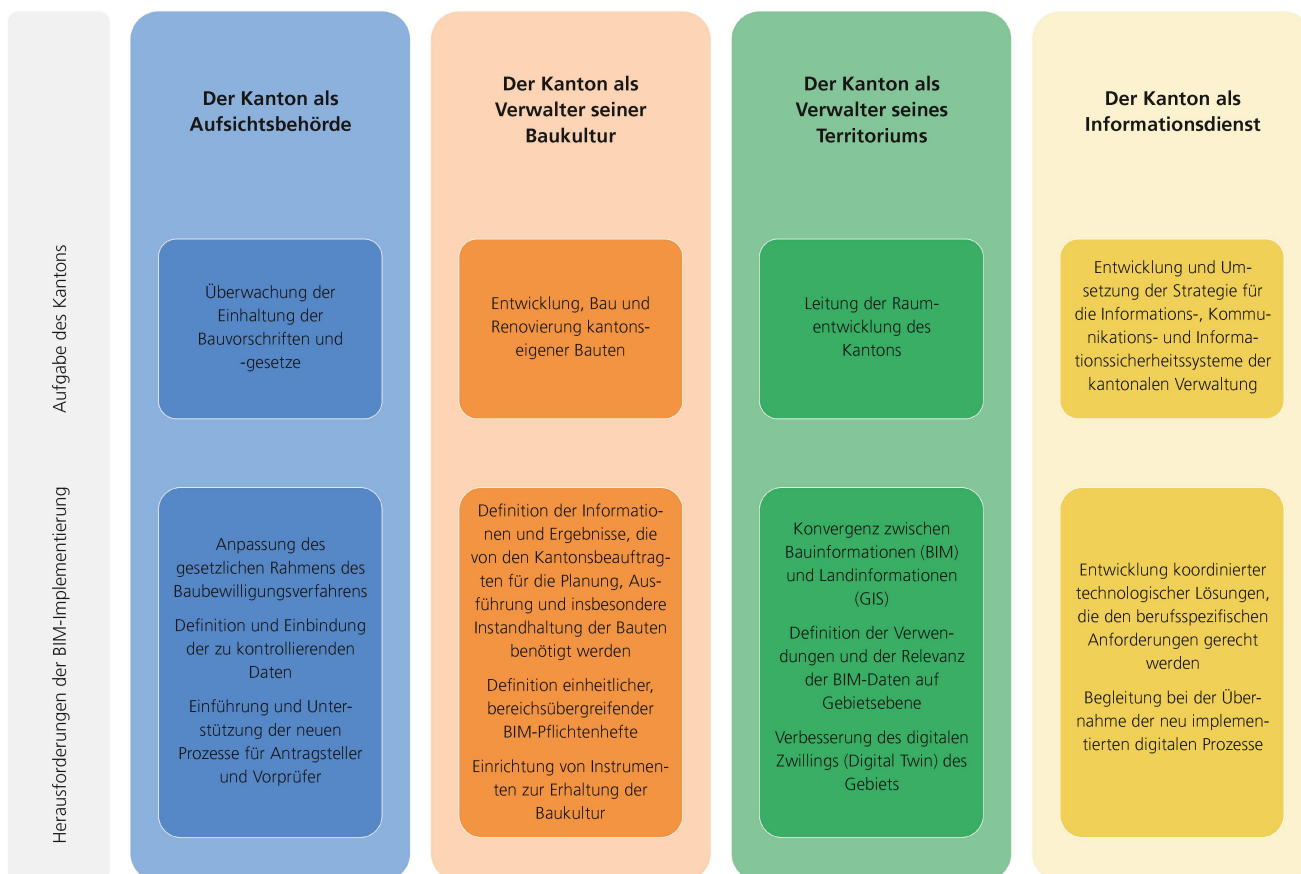 Der Kanton als
Aufsichtsbehörde
Der Kanton als
Verwalter seiner
Baukultur
Der Kanton als
Verwalter seines
Territoriums
Der Kanton als
Informationsdienst
Aufgabe des Kantons
Überwachung der
Einhaltung der
Bauvorschriften und
-gesetze
Entwicklung, Bau und
Renovierung kantons-
eigener Bauten
Leitung der Raum-
entwicklung des
Kantons
Entwicklung und Um-
setzung der Strategie für
die Informations-, Kommu-
nikations- und Informa-
tionssicherheitssysteme der
kantonalen Verwaltung
Herausforderungen der BIM-Implementierung
Anpassung des
gesetzlichen Rahmens des
Baubewilligungsverfahrens
Definition und Einbindung
der zu kontrollierenden
Daten
Einführung und Unter-
stützung der neuen
Prozesse für Antragsteller
und Vorprüfer
Definition der Informatio-
nen und Ergebnisse, die
von den Kantonsbeauftrag-
ten für die Planung, Aus-
führung und insbesondere
Instandhaltung der Bauten
benötigt werden
Definition einheitlicher,
bereichsübergreifender
BIM-Pflichtenhefte
Einrichtung von Instrumen-
ten zur Erhaltung der
Baukultur
Konvergenz zwischen
Bauinformationen (BIM)
und Landinformationen
(GIS)
Definition der Verwen-
dungen und der Relevanz
der BIM-Daten auf
Gebietsebene
Verbesserung des digitalen
Zwillings (Digital Twin) des
Gebiets
Entwicklung koordinierter
technologischer Lösungen,
die den berufsspezifischen
Anforderungen gerecht
werden
Begleitung bei der Über-
nahme der neu implemen-
tierten digitalen Prozesse